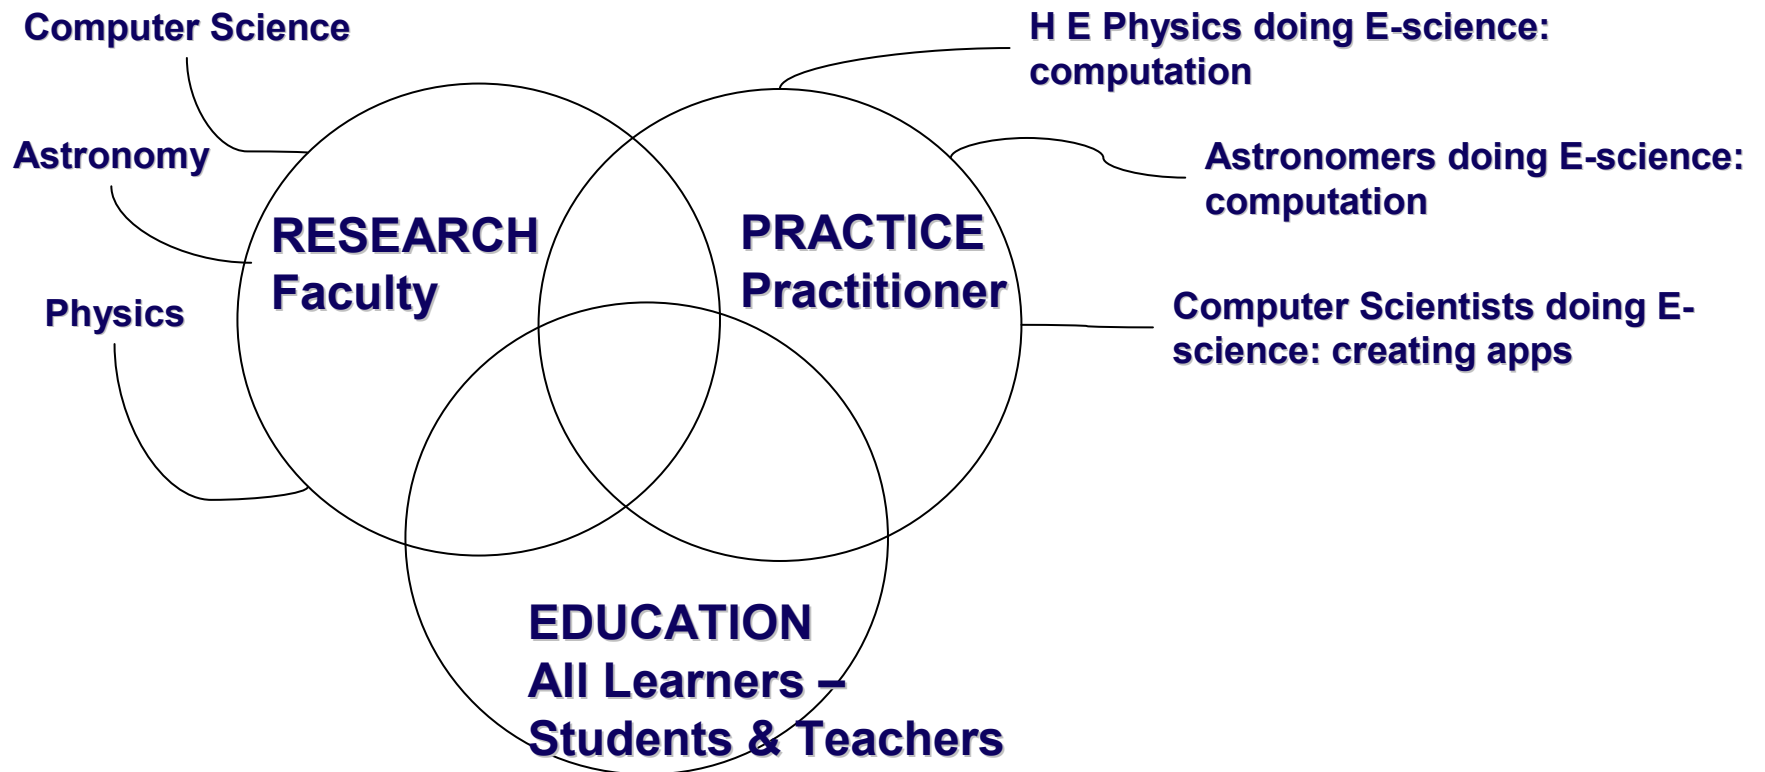 Computer Science
Astronomy
Physics
RESEARCH
Faculty
PRACTICE
Practitioner
H E Physics doing E-science:
computation
Astronomers doing E-science:
computation
Computer Scientists doing E-
science: creating apps
EDUCATION
All Learners –
Students & Teachers